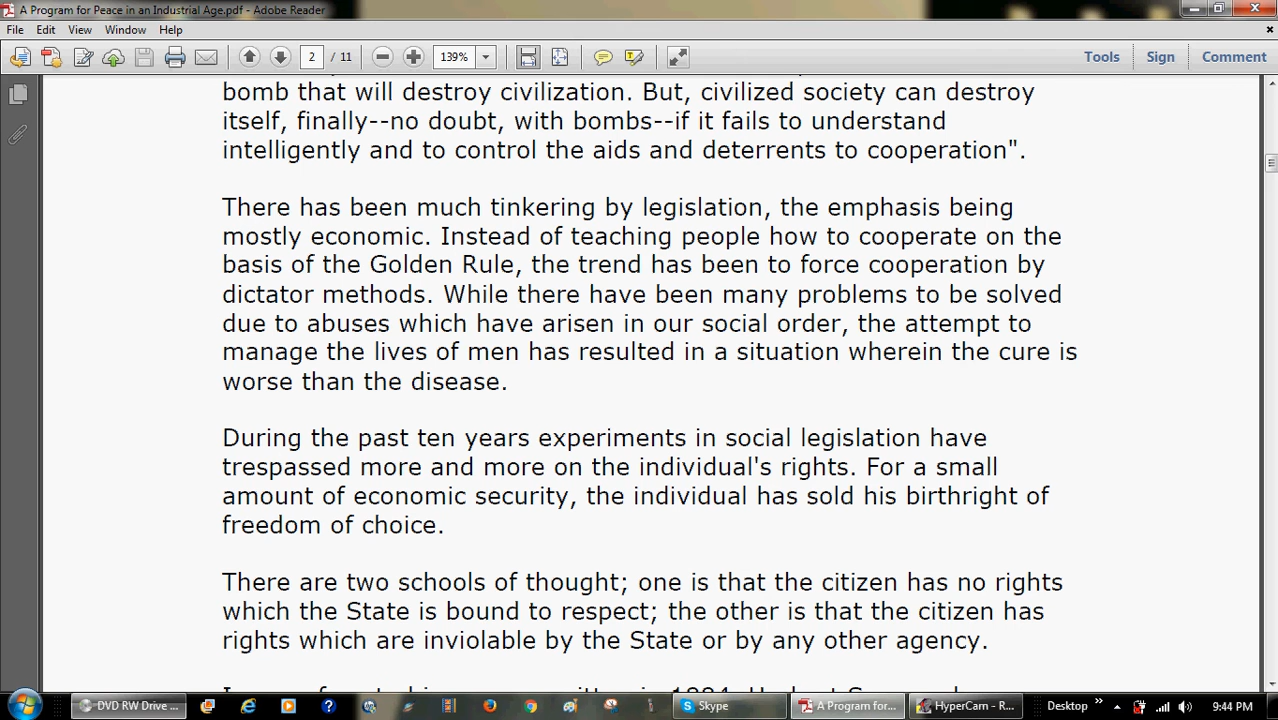 A Program for Peace in an Industrial Age.pdf - Adobe Reader
File Edit View Window Help
2 / 11 139% Tools Sign Comment
bomb that will destroy civilization. But, civilized society can destroy
itself, finally--no doubt, with bombs--if it fails to understand
intelligently and to control the aids and deterrents to cooperation".
There has been much tinkering by legislation, the emphasis being
mostly economic. Instead of teaching people how to cooperate on the
basis of the Golden Rule, the trend has been to force cooperation by
dictator methods. While there have been many problems to be solved
due to abuses which have arisen in our social order, the attempt to
manage the lives of men has resulted in a situation wherein the cure is
worse than the disease.
During the past ten years experiments in social legislation have
trespassed more and more on the individual's rights. For a small
amount of economic security, the individual has sold his birthright of
freedom of choice.
There are two schools of thought; one is that the citizen has no rights
which the State is bound to respect; the other is that the citizen has
rights which are inviolable by the State or by any other agency.
DVD RW Drive ... Skype A Program for... HyperCam - R... Desktop 9:44 PM